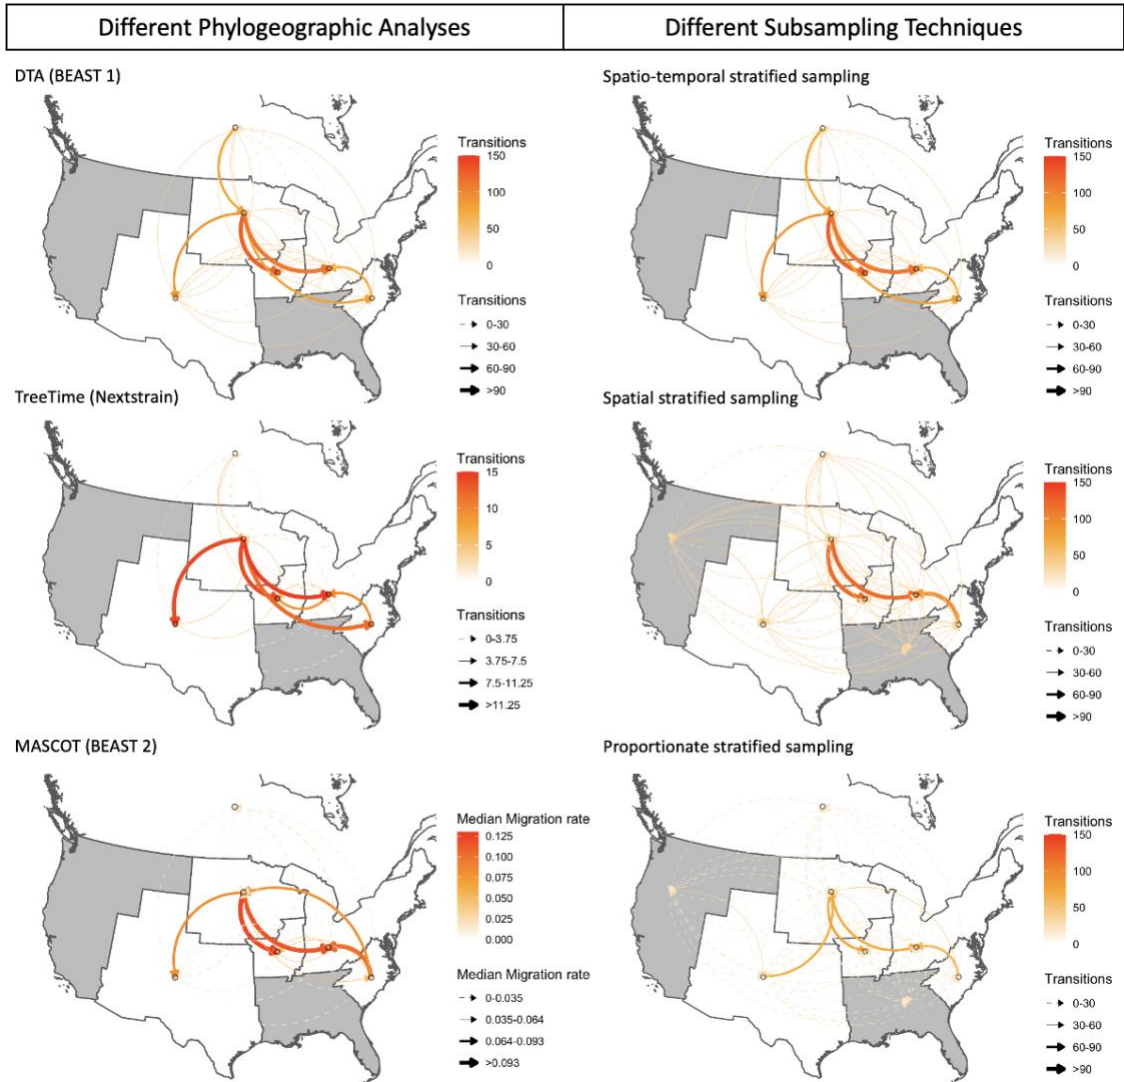 Different Phylogeographic Analyses
Different Subsampling Techniques
DTA (BEAST 1)
Transitions
150
100
50
0
Transitions
0-30
30-60
60-90
>90
Spatio-temporal stratified sampling
Transitions
150
100
50
0
Transitions
0-30
30-60
60-90
>90
TreeTime (Nextstrain)
Transitions
15
10
5
0
Transitions
0-3.75
3.75-7.5
7.5-11.25
>11.25
Spatial stratified sampling
Transitions
150
100
50
0
Transitions
0-30
30-60
60-90
>90
MASCOT (BEAST 2)
Median Migration rate
0.125
0.100
0.075
0.050
0.025
0.000
Median Migration rate
0-0.035
0.035-0.064
0.064-0.093
>0.093
Proportionate stratified sampling
Transitions
150
100
50
0
Transitions
0-30
30-60
60-90
>90